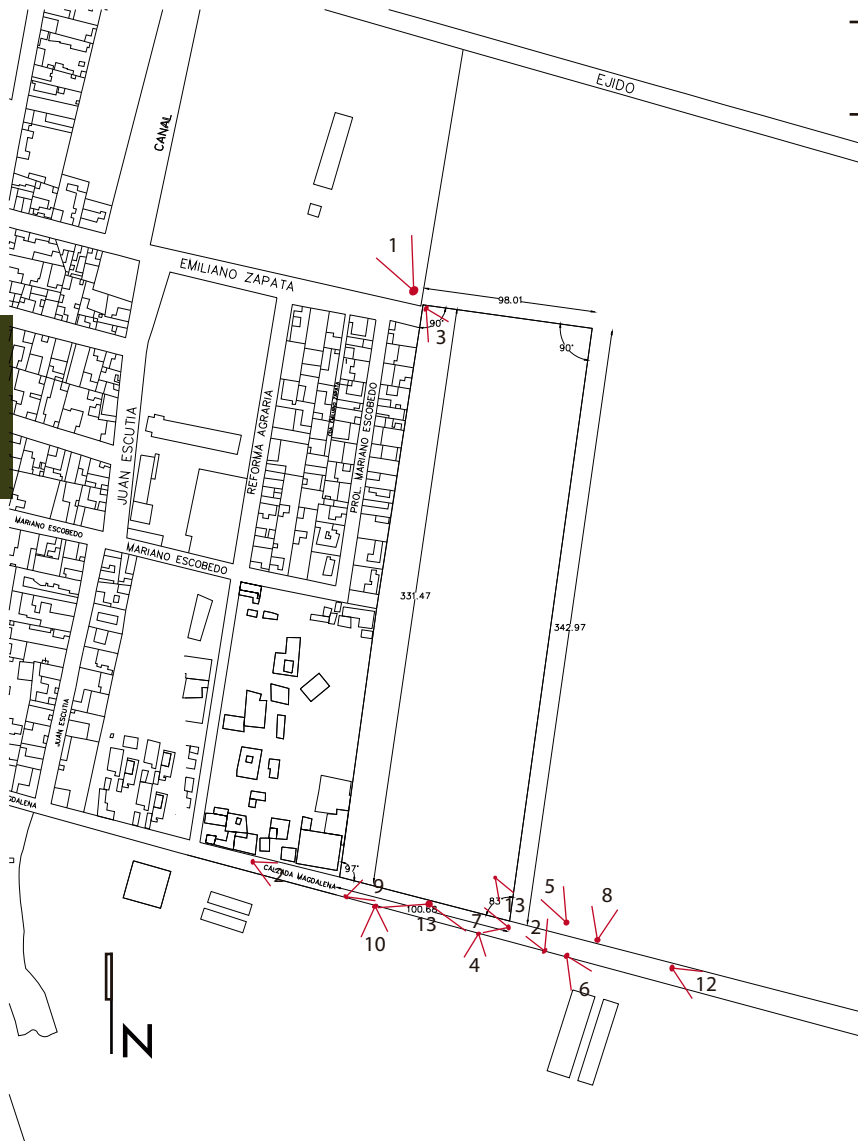 EJIDO
CANAL
1
EMILIANO ZAPATA
98.01
90°
3
90°
JUAN ESCUTIA
REFORMA AGRARIA
PROL. MARIANO ESCOBEDO
MARIANO ESCOBEDO
MARIANO ESCOBEDO
331.47
342.97
JUAN ESCUTIA
GDALENA
97°
CALZADA MAGDALENA
2
9
83°
13
5
8
100.66
13
10
7
2
4
6
12
N